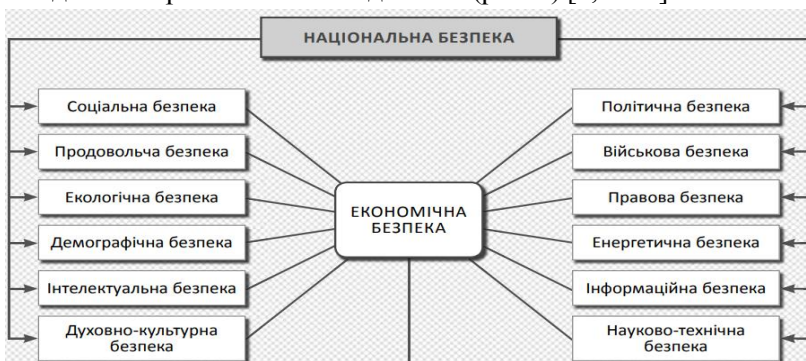 НАЦІОНАЛЬНА БЕЗПЕКА
Соціальна безпека
Продовольча безпека
Екологічна безпека
Демографічна безпека
Інтелектуальна безпека
Духовно-культурна
безпека
ЕКОНОМІЧНА
БЕЗПЕКА
Політична безпека
Військова безпека
Правова безпека
Енергетична безпека
Інформаційна безпека
Науково-технічна
безпека